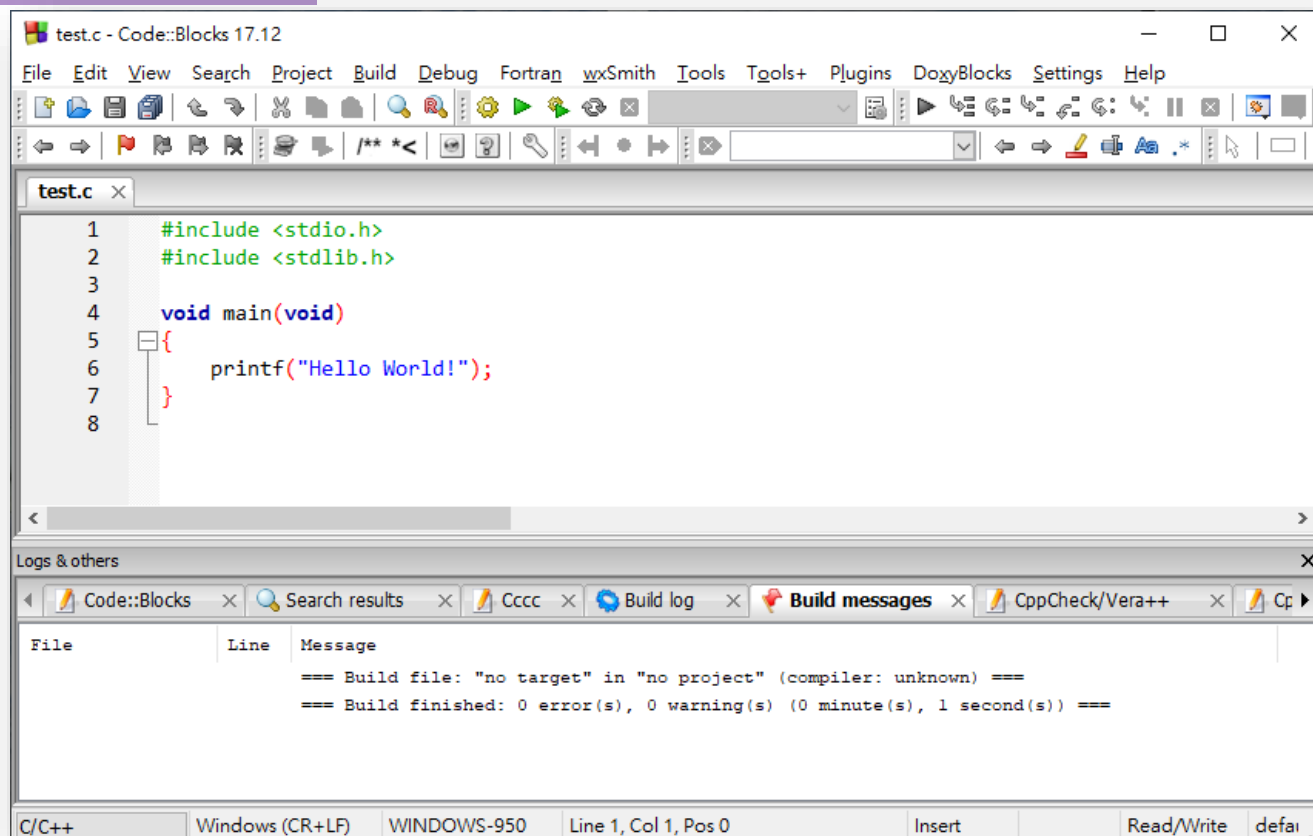 test.c - Code::Blocks 17.12
File Edit View Search Project Build Debug Fortran wxSmith Tools Tools+ Plugins DoxyBlocks Settings Help
/** *<
test.c
1 #include <stdio.h>
2 #include <stdlib.h>
3
4 void main(void)
5 {
6 printf("Hello World!");
7 }
8
Logs & others
Code::Blocks Search results Cccc Build log Build messages CppCheck/Vera++ Cp
File Line Message
=== Build file: "no target" in "no project" (compiler: unknown) ===
=== Build finished: 0 error(s), 0 warning(s) (0 minute(s), 1 second(s)) ===
C/C++ Windows (CR+LF) WINDOWS-950 Line 1, Col 1, Pos 0 Insert Read/Write defau